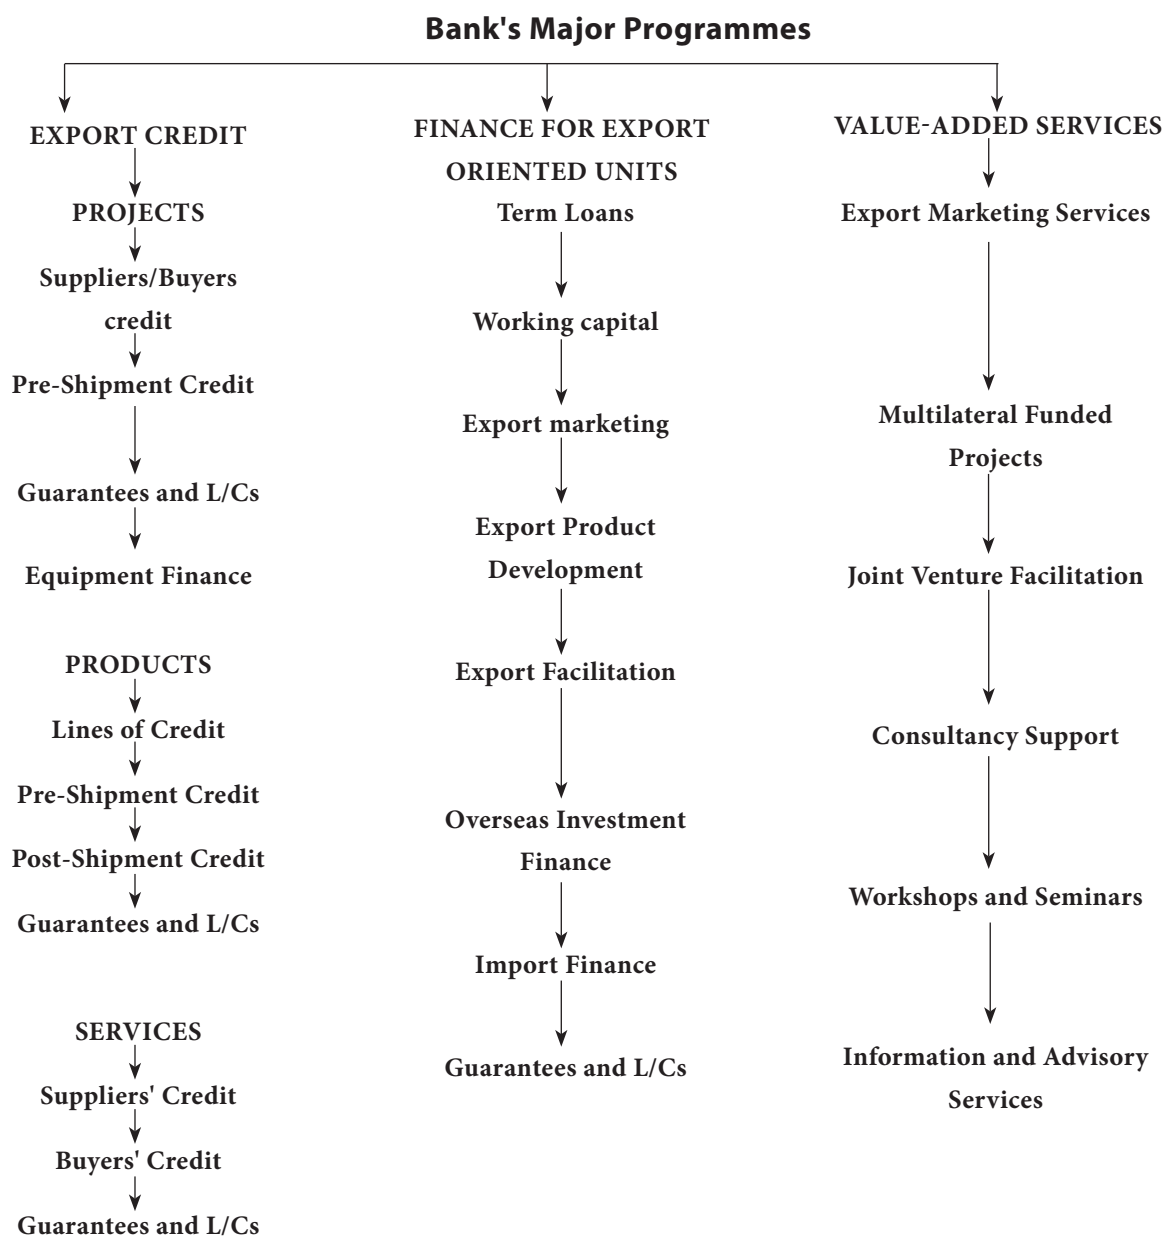 Bank's Major Programmes
EXPORT CREDIT
PROJECTS
Suppliers/Buyers
credit
Pre-Shipment Credit
Guarantees and L/Cs
Equipment Finance
PRODUCTS
Lines of Credit
Pre-Shipment Credit
Post-Shipment Credit
Guarantees and L/Cs
SERVICES
Suppliers' Credit
Buyers' Credit
Guarantees and L/Cs
FINANCE FOR EXPORT
ORIENTED UNITS
Term Loans
Working capital
Export marketing
Export Product
Development
Export Facilitation
Overseas Investment
Finance
Import Finance
Guarantees and L/Cs
VALUE-ADDED SERVICES
Export Marketing Services
Multilateral Funded
Projects
Joint Venture Facilitation
Consultancy Support
Workshops and Seminars
Information and Advisory
Services